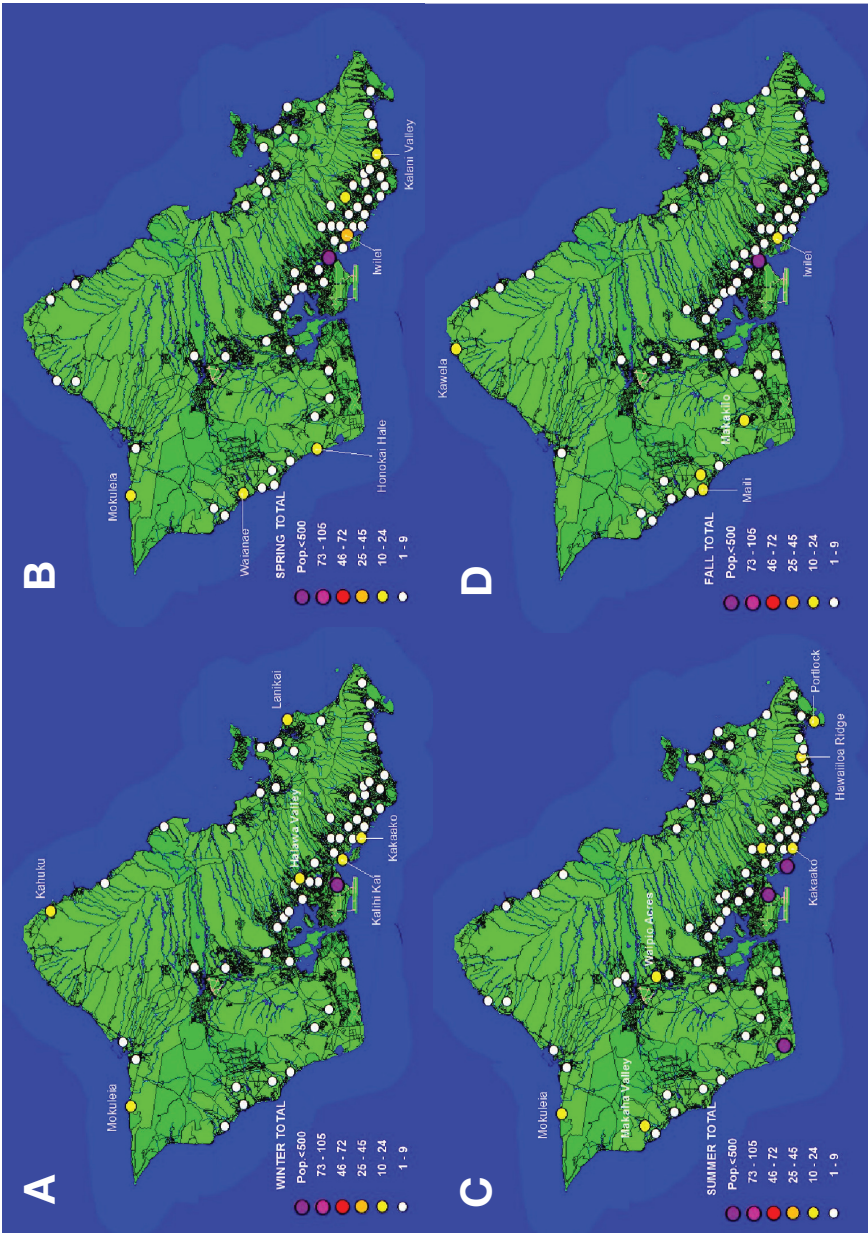 A
Mokuleia
Kahuku
Lanikai
Halawa Valley
Kalihi Kai
Kakaako
WINTER TOTAL
Pop.<500
73 - 105
46 - 72
25 - 45
10 - 24
1 - 9
B
Mokuleia
Waianae
Honokai Hale
Iwilei
Kalani Valley
SPRING TOTAL
Pop.<500
73 - 105
46 - 72
25 - 45
10 - 24
1 - 9
C
Mokuleia
Makaha Valley
Waipio Acres
Kakaako
Hawaiiloa Ridge
Portlock
SUMMER TOTAL
Pop.<500
73 - 105
46 - 72
25 - 45
10 - 24
1 - 9
D
Kawela
Maili
Makakilo
Iwilei
FALL TOTAL
Pop.<500
73 - 105
46 - 72
25 - 45
10 - 24
1 - 9